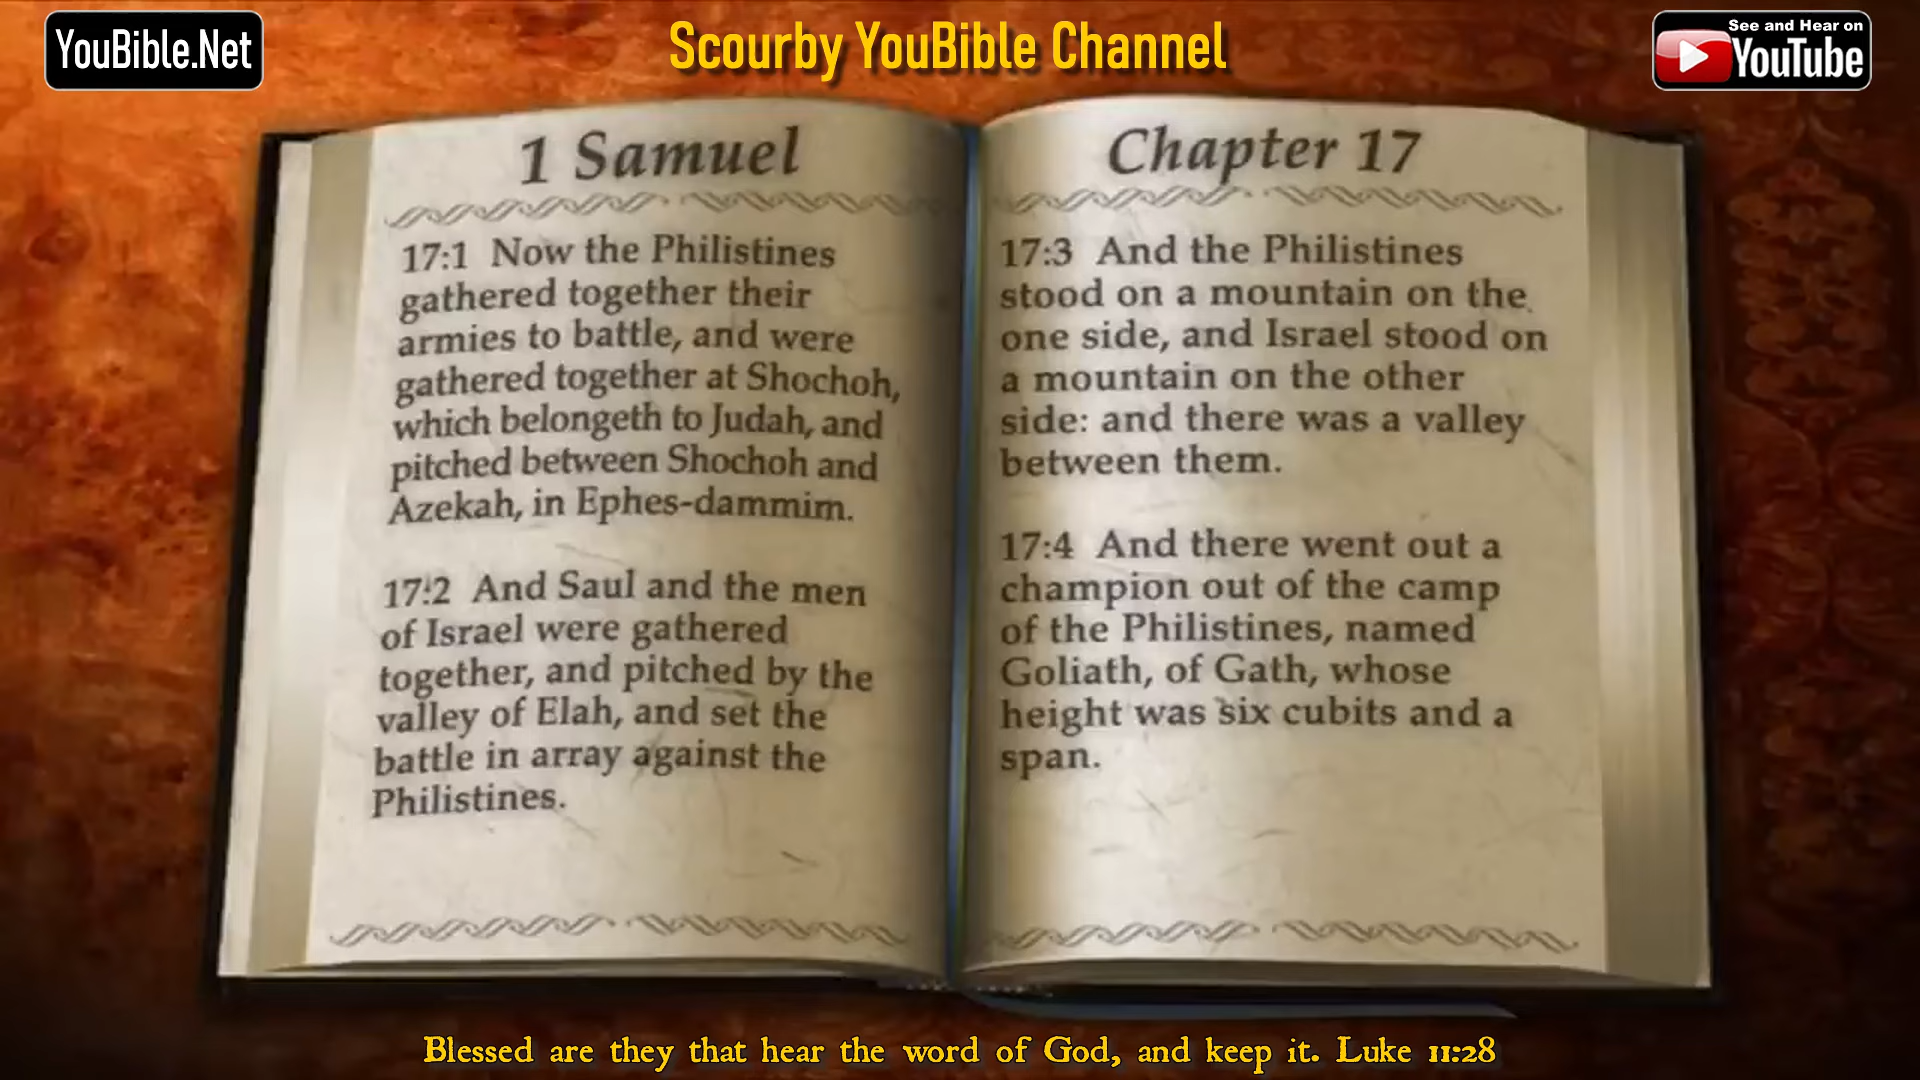 YouBible.Net
Scourby YouBible Channel
See and Hear on
YouTube
1 Samuel
17:1 Now the Philistines
gathered together their
armies to battle, and were
gathered together at Shochoh,
which belongeth to Judah, and
pitched between Shochoh and
Azekah, in Ephes-dammim.
17:2 And Saul and the men
of Israel were gathered
together, and pitched by the
valley of Elah, and set the
battle in array against the
Philistines.
Chapter 17
17:3 And the Philistines
stood on a mountain on the
one side, and Israel stood on
a mountain on the other
side: and there was a valley
between them.
17:4 And there went out a
champion out of the camp
of the Philistines, named
Goliath, of Gath, whose
height was six cubits and a
span.
Blessed are they that hear the word of God, and keep it. Luke 11:28